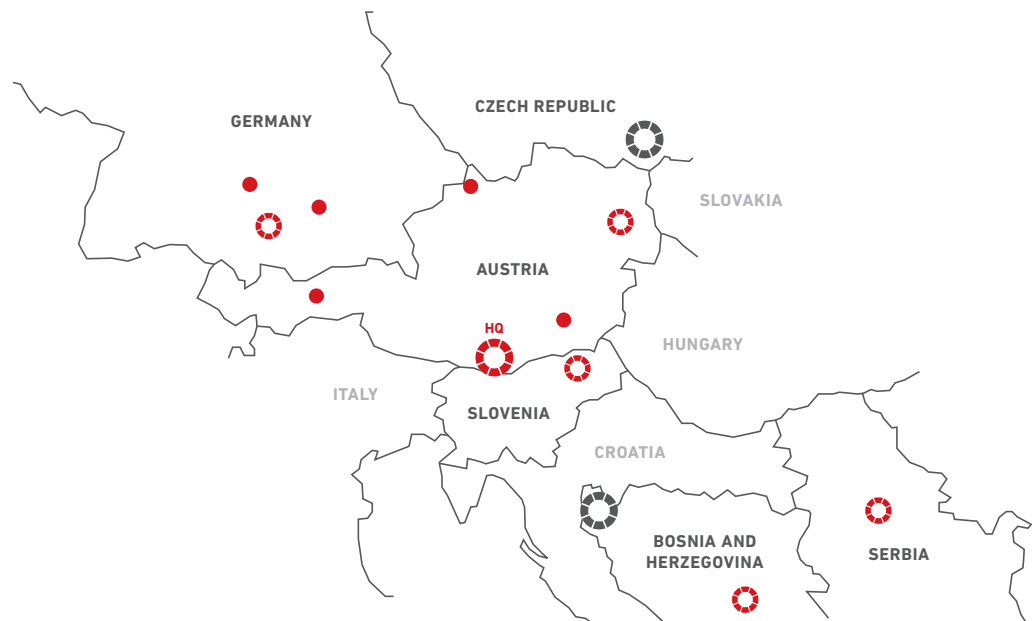 CZECH REPUBLIC
GERMANY
SLOVAKIA
AUSTRIA
HQ
HUNGARY
ITALY
SLOVENIA
CROATIA
BOSNIA AND
HERZEGOVINA
SERBIA